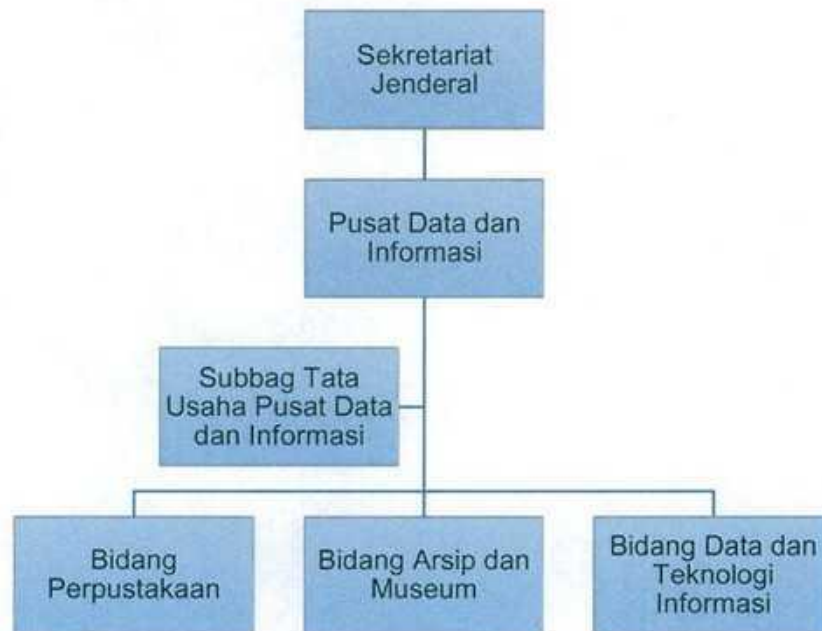 Sekretariat
Jenderal
Pusat Data dan
Informasi
Subbag Tata
Usaha Pusat Data
dan Informasi
Bidang
Perpustakaan
Bidang Arsip dan
Museum
Bidang Data dan
Teknologi
Informasi